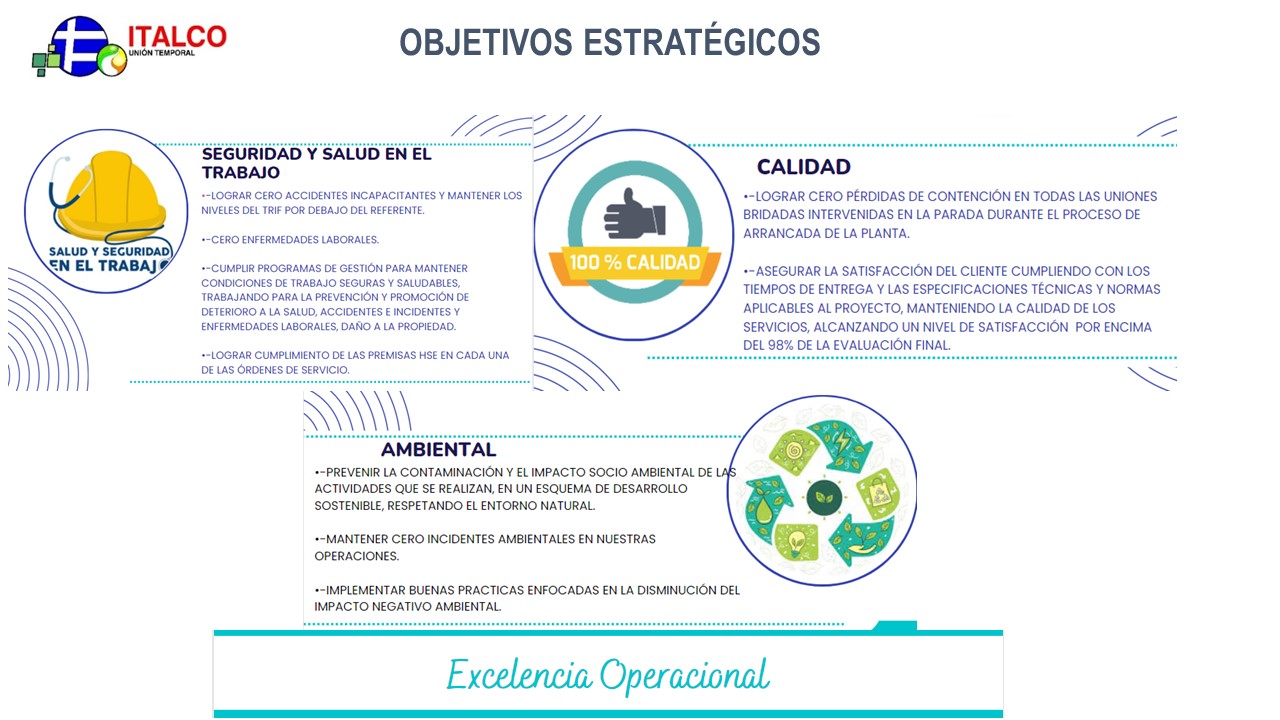 ITALCO
UNIÓN TEMPORAL
OBJETIVOS ESTRATÉGICOS
SALUD Y SEGURIDAD
EN EL TRABAJO
SEGURIDAD Y SALUD EN EL
TRABAJO
•-LOGRAR CERO ACCIDENTES INCAPACITANTES Y MANTENER LOS
NIVELES DEL TRIF POR DEBAJO DEL REFERENTE.
•-CERO ENFERMEDADES LABORALES.
•-CUMPLIR PROGRAMAS DE GESTIÓN PARA MANTENER
CONDICIONES DE TRABAJO SEGURAS Y SALUDABLES,
TRABAJANDO PARA LA PREVENCIÓN Y PROMOCIÓN DE
DETERIORO A LA SALUD, ACCIDENTES E INCIDENTES Y
ENFERMEDADES LABORALES, DAÑO A LA PROPIEDAD.
•-LOGRAR CUMPLIMIENTO DE LAS PREMISAS HSE EN CADA UNA
DE LAS ÓRDENES DE SERVICIO.
100 % CALIDAD
CALIDAD
•-LOGRAR CERO PÉRDIDAS DE CONTENCIÓN EN TODAS LAS UNIONES
BRIDADAS INTERVENIDAS EN LA PARADA DURANTE EL PROCESO DE
ARRANCADA DE LA PLANTA.
•-ASEGURAR LA SATISFACCIÓN DEL CLIENTE CUMPLIENDO CON LOS
TIEMPOS DE ENTREGA Y LAS ESPECIFICACIONES TÉCNICAS Y NORMAS
APLICABLES AL PROYECTO, MANTENIENDO LA CALIDAD DE LOS
SERVICIOS, ALCANZANDO UN NIVEL DE SATISFACCIÓN POR ENCIMA
DEL 98% DE LA EVALUACIÓN FINAL.
AMBIENTAL
•-PREVENIR LA CONTAMINACIÓN Y EL IMPACTO SOCIO AMBIENTAL DE LAS
ACTIVIDADES QUE SE REALIZAN, EN UN ESQUEMA DE DESARROLLO
SOSTENIBLE, RESPETANDO EL ENTORNO NATURAL.
•-MANTENER CERO INCIDENTES AMBIENTALES EN NUESTRAS
OPERACIONES.
•-IMPLEMENTAR BUENAS PRACTICAS ENFOCADAS EN LA DISMINUCIÓN DEL
IMPACTO NEGATIVO AMBIENTAL.
Excelencia Operacional